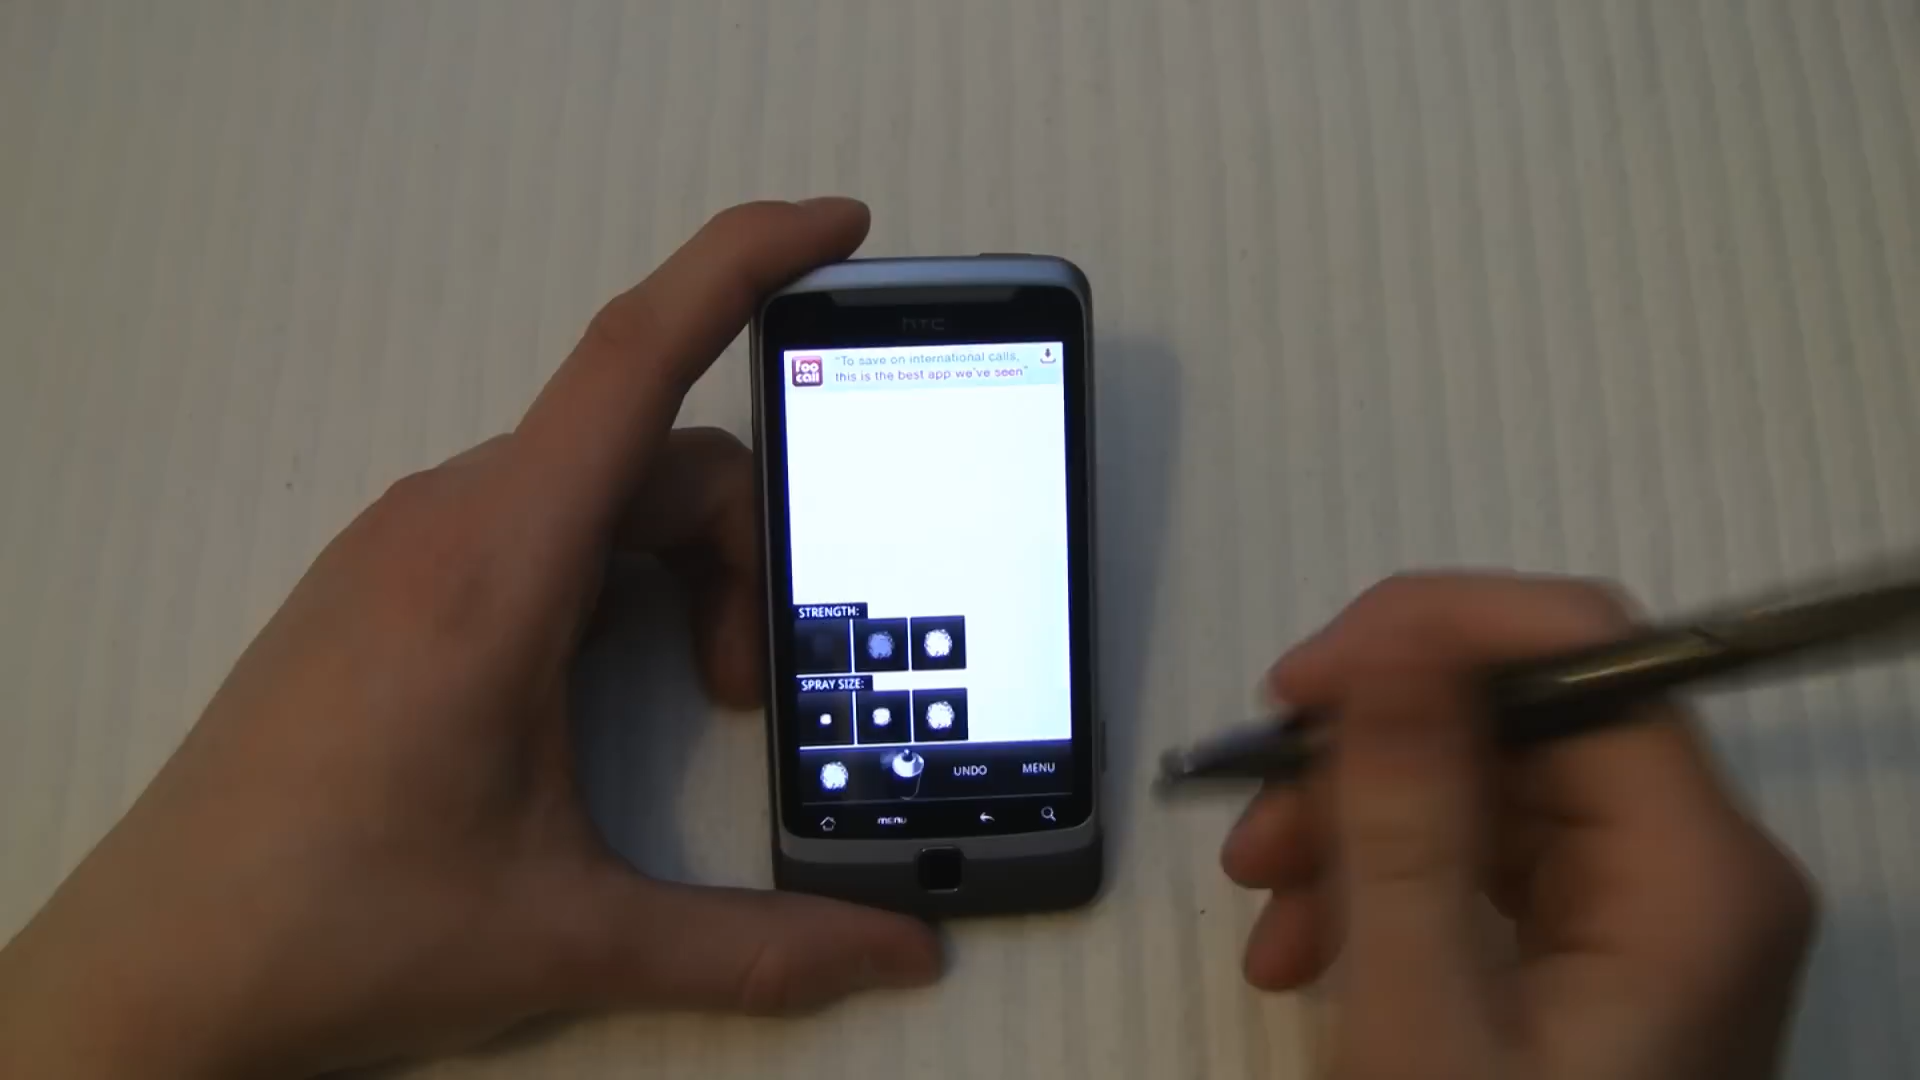 hTC
foo
call
"To save on international calls,
this is the best app we've seen"
STRENGTH:
SPRAY SIZE:
UNDO
MENU
menu